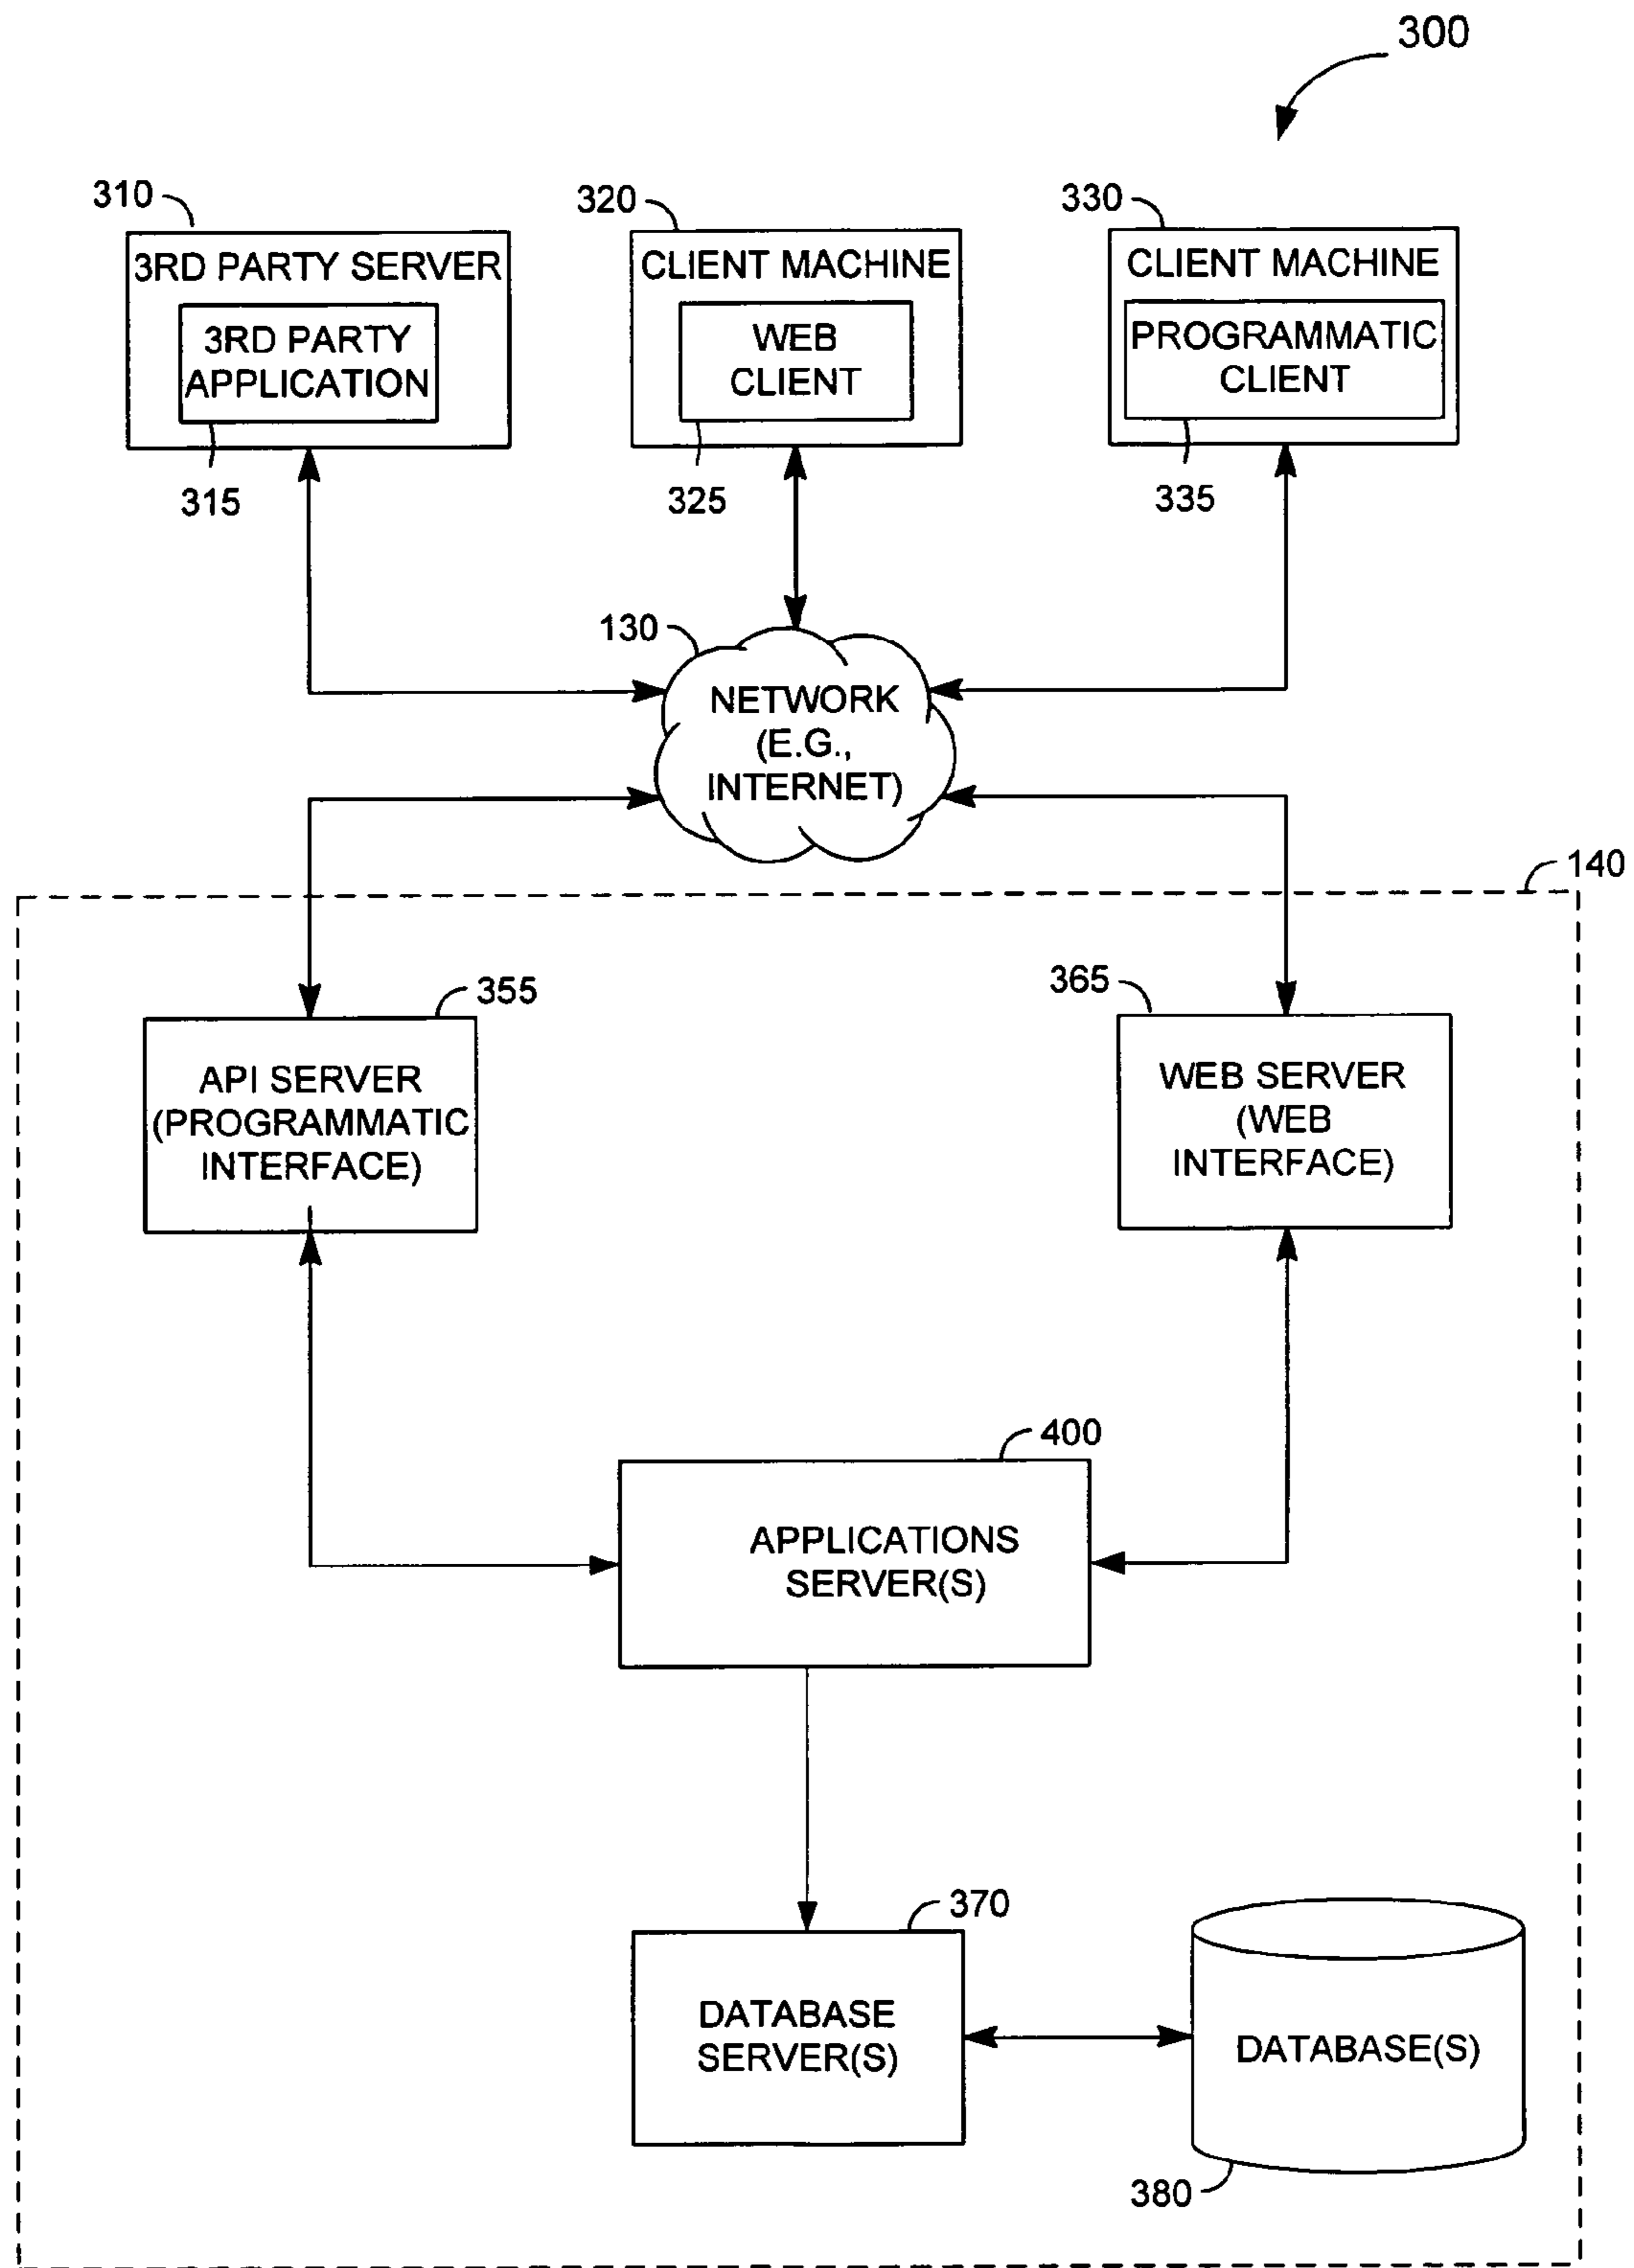 300
310
320
330
3RD PARTY SERVER
3RD PARTY
APPLICATION
315
CLIENT MACHINE
WEB
CLIENT
325
CLIENT MACHINE
PROGRAMMATIC
CLIENT
335
130
NETWORK
(E.G.,
INTERNET)
140
355
API SERVER
(PROGRAMMATIC
INTERFACE)
365
WEB SERVER
(WEB
INTERFACE)
400
APPLICATIONS
SERVER(S)
370
DATABASE
SERVER(S)
DATABASE(S)
380